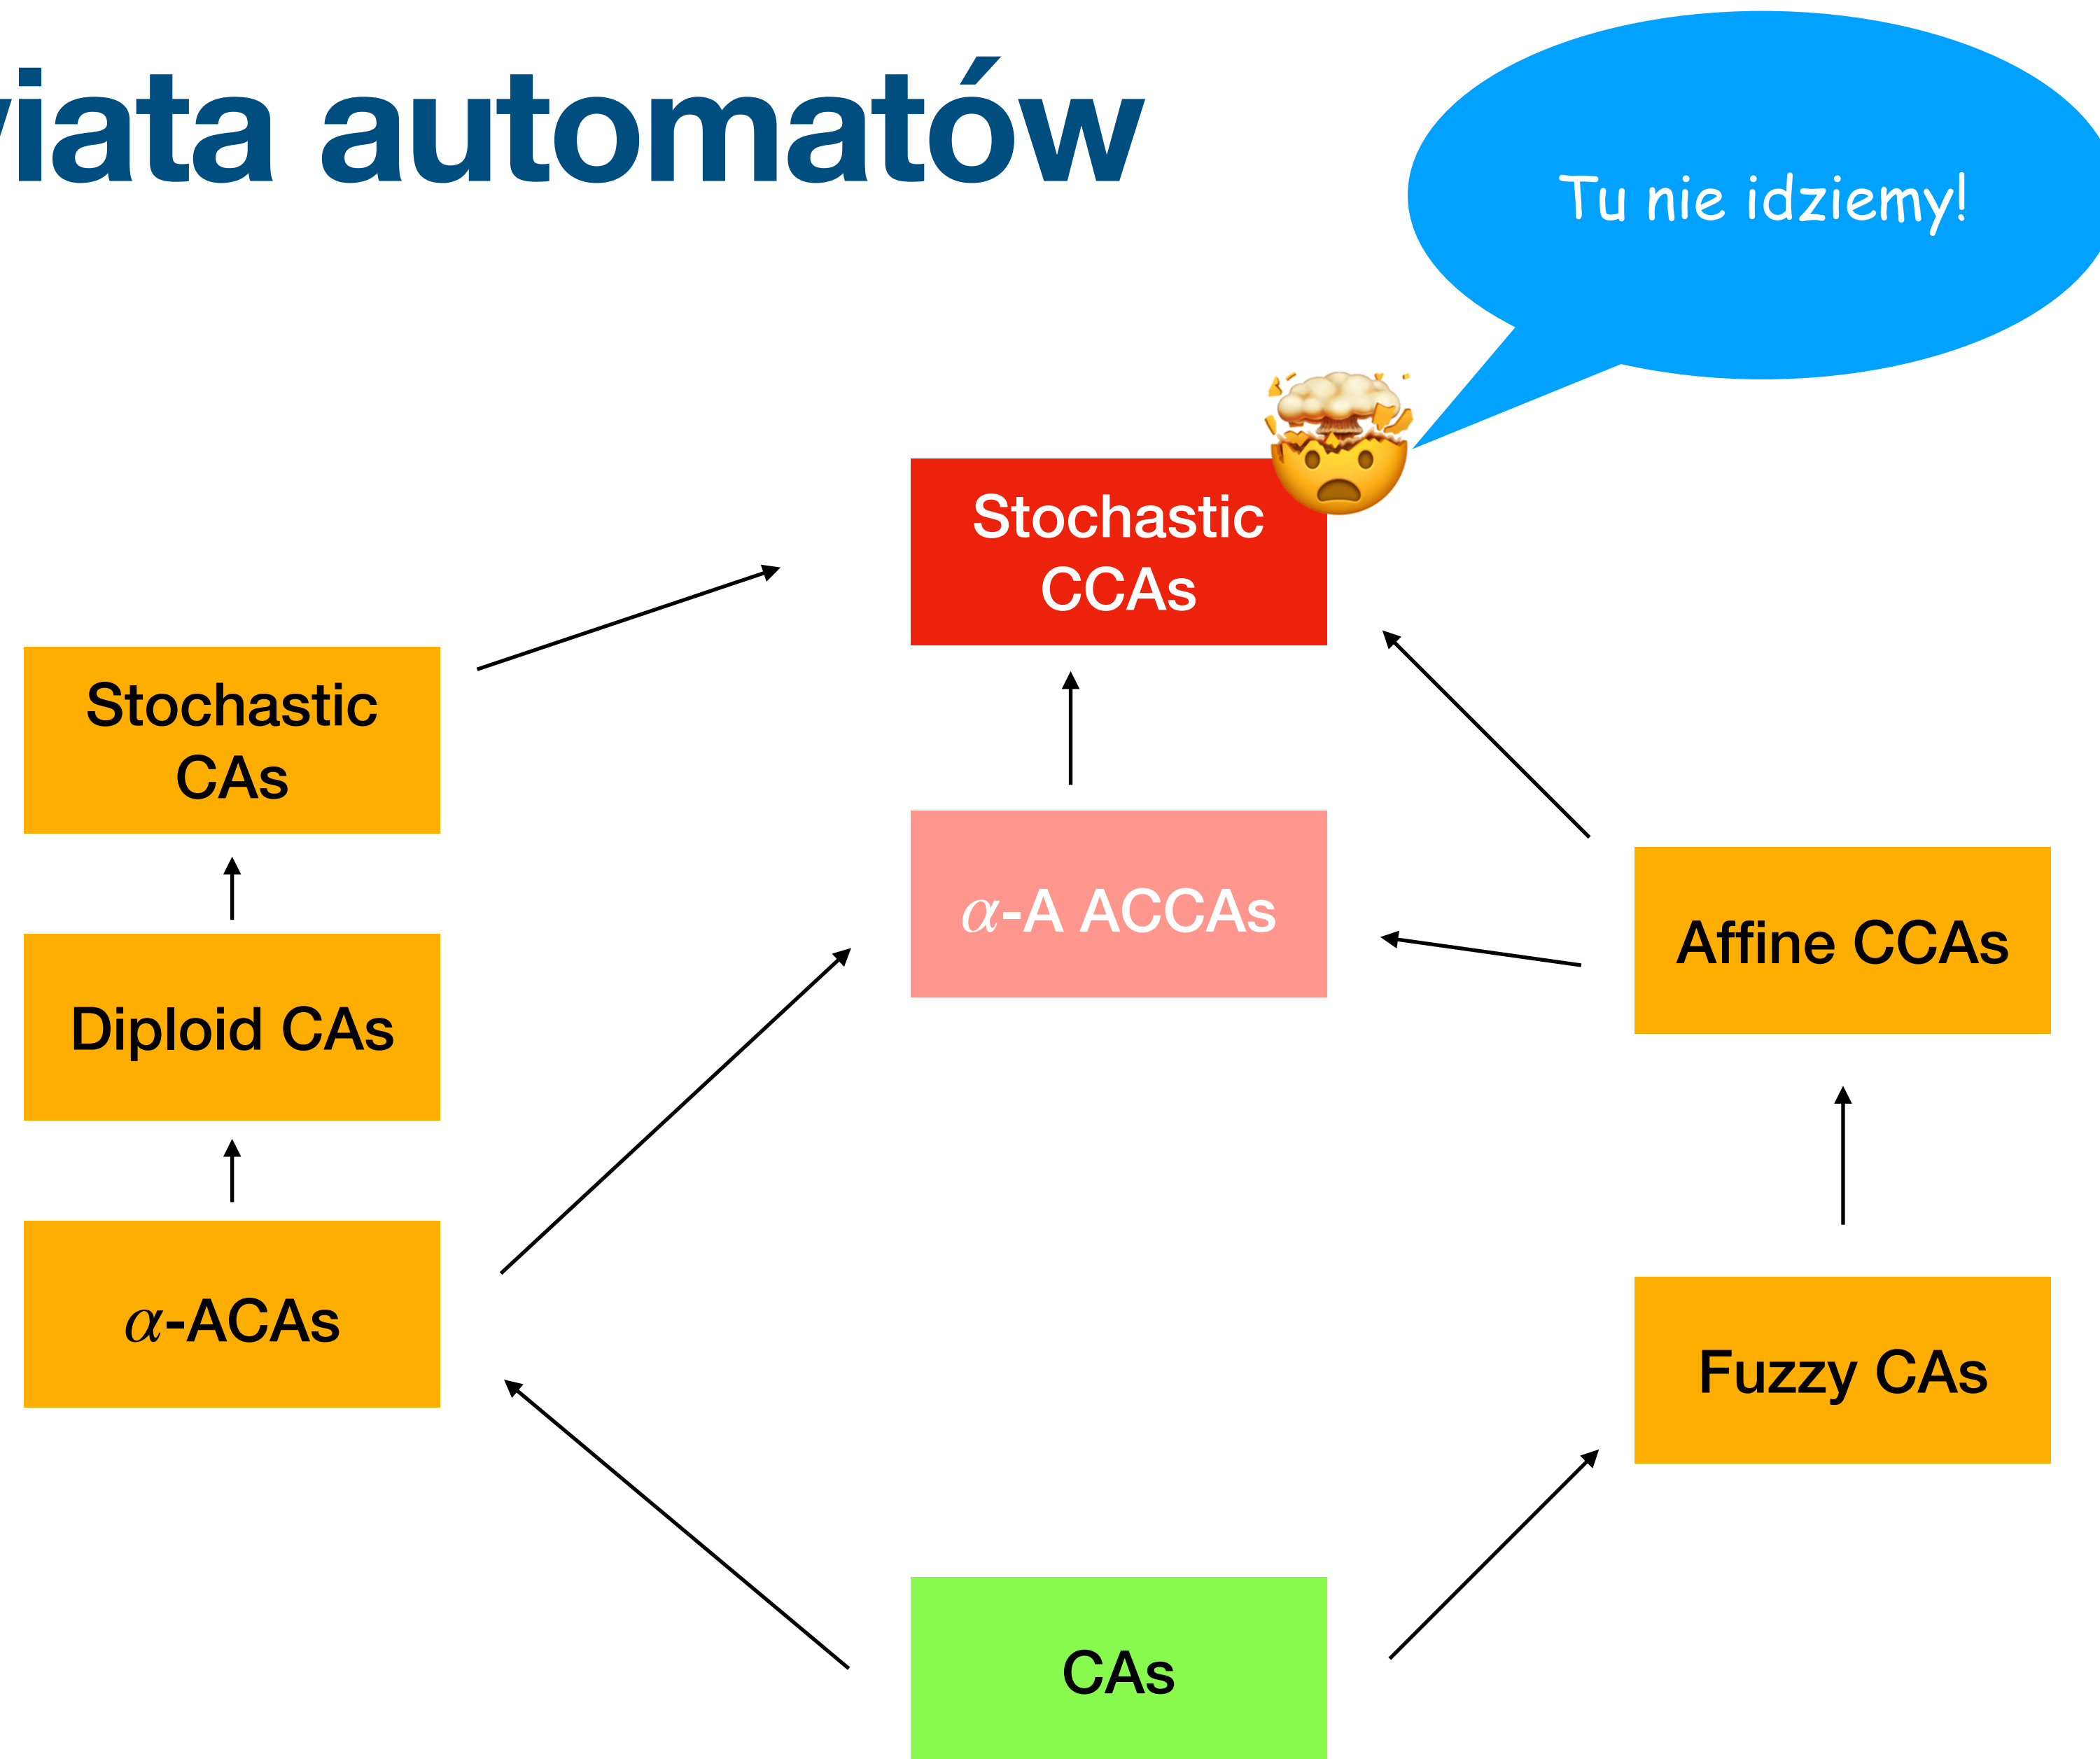 iata automatów
Tu nie idziemy!
Stochastic
CCAs
Stochastic
CAs
α-A ACCAs
Affine CCAs
Diploid CAs
α-ACAs
Fuzzy CAs
CAs